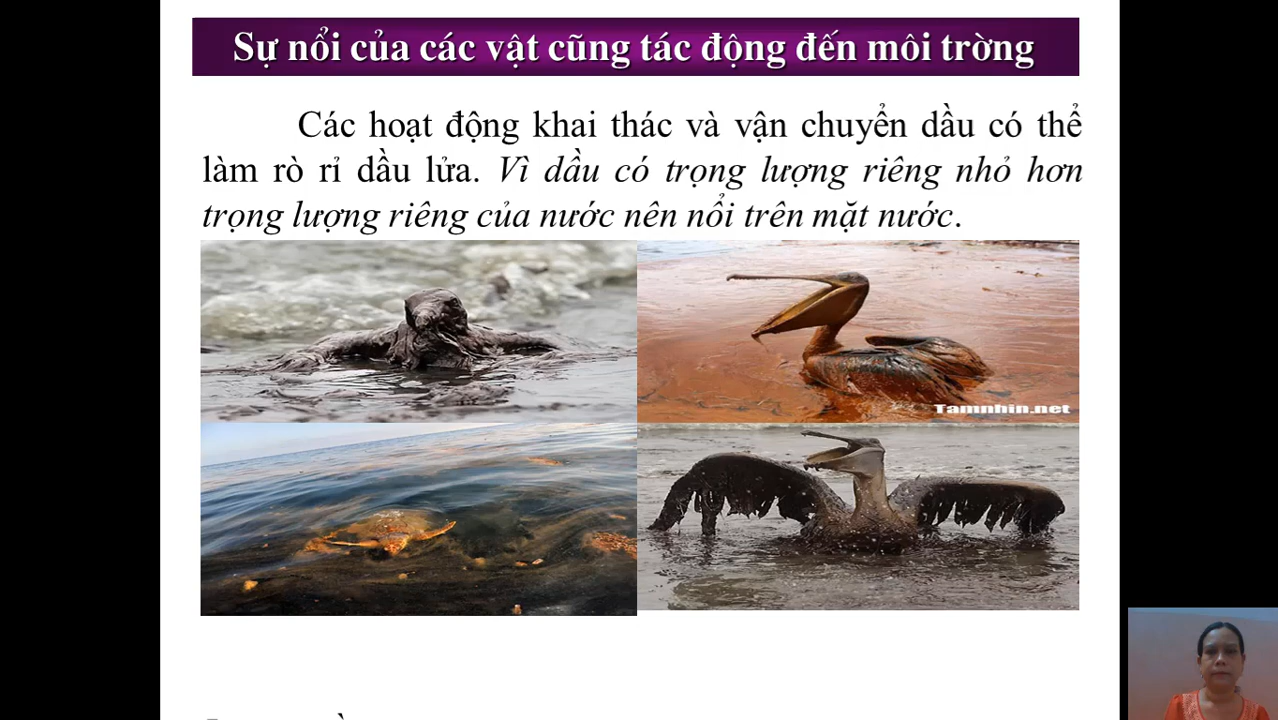 Sự nổi của các vật cũng tác động đến môi trờng
Các hoạt động khai thác và vận chuyển dầu có thể
làm rò rỉ dầu lửa. Vì dầu có trọng lượng riêng nhỏ hơn
trọng lượng riêng của nước nên nổi trên mặt nước.
Tamnhin.net